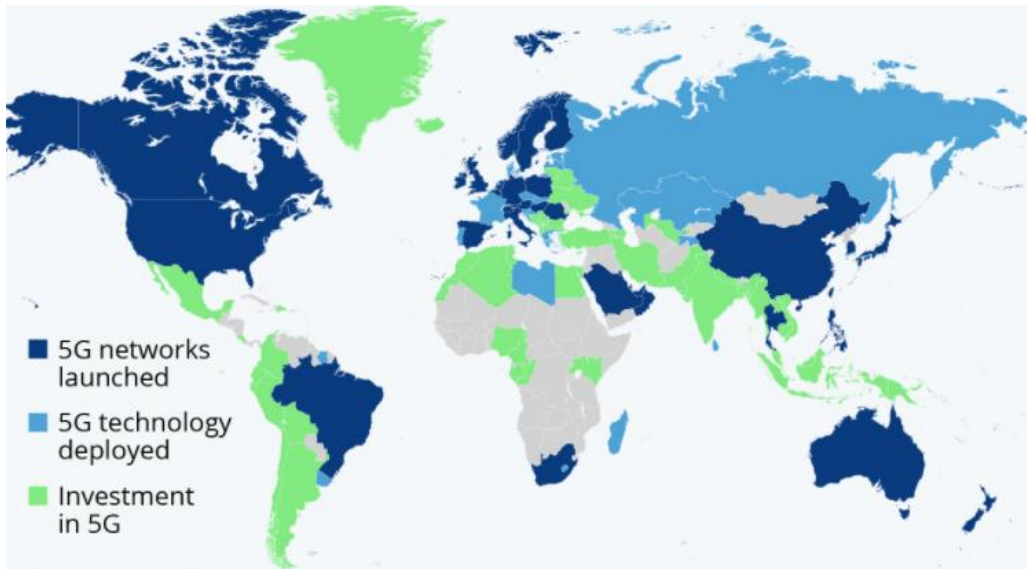 5G networks
launched
5G technology
deployed
Investment
in 5G